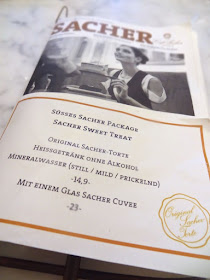 SACHER
Süsses Sacher Package
Sacher Sweet Treat
Original Sacher-Torte
Heissgetränk ohne Alkohol
Mineralwasser (still / mild / prickelnd)
-14,9-
Mit einem Glas Sacher Cuvee
-23-
Original
Sacher
Torte